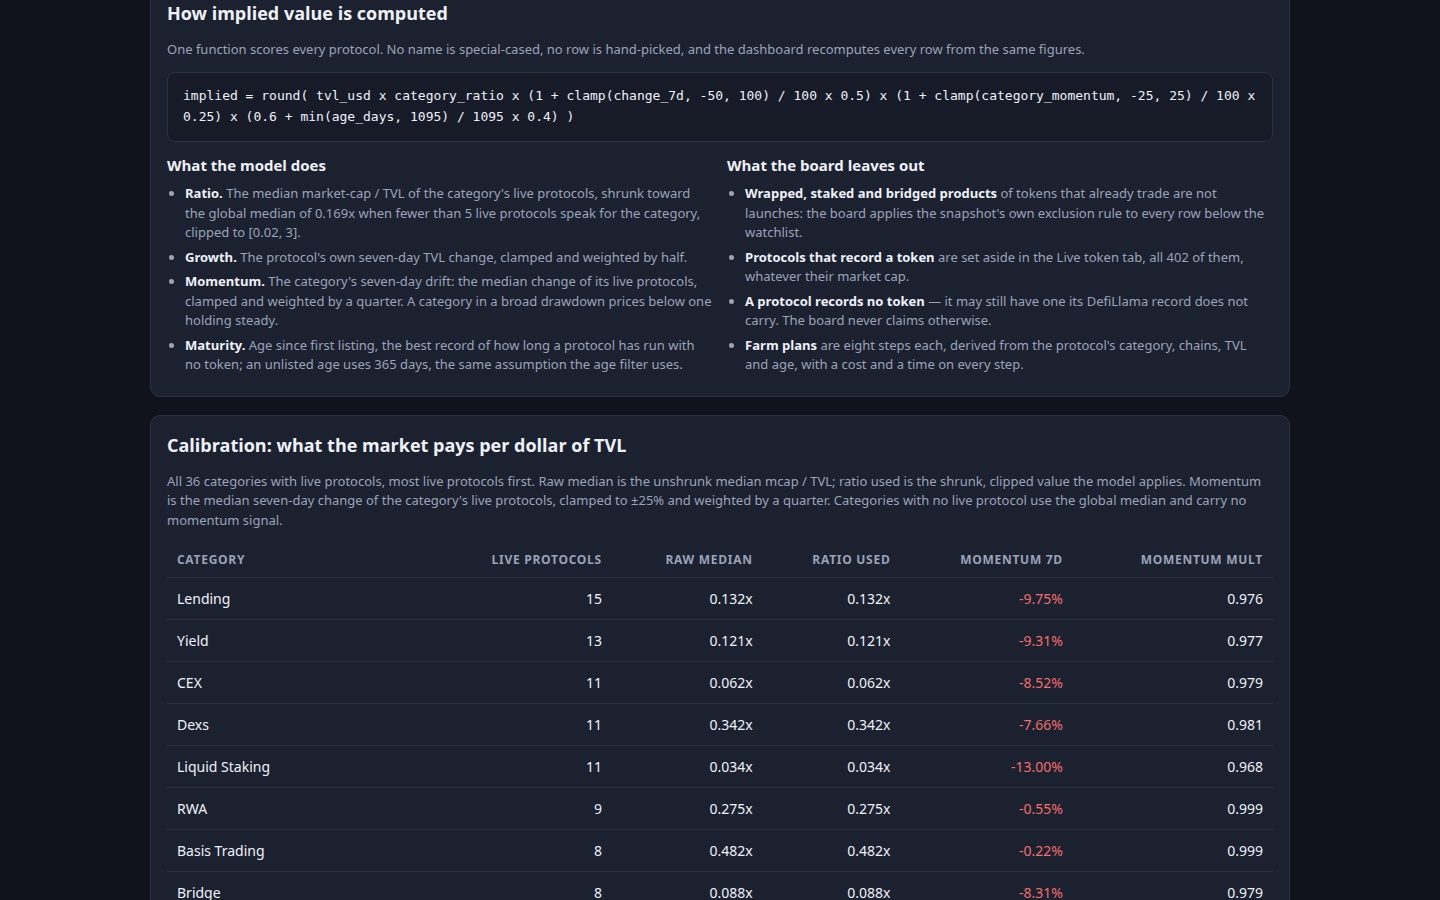 How implied value is computed
One function scores every protocol. No name is special-cased, no row is hand-picked, and the dashboard recomputes every row from the same figures.
implied = round( tvl_usd x category_ratio x (1 + clamp(change_7d, -50, 100) / 100 x 0.5) x (1 + clamp(category_momentum, -25, 25) / 100 x
0.25) x (0.6 + min(age_days, 1095) / 1095 x 0.4) )
What the model does
Ratio. The median market-cap / TVL of the category's live protocols, shrunk toward
the global median of 0.169x when fewer than 5 live protocols speak for the category,
clipped to [0.02, 3].
Growth. The protocol's own seven-day TVL change, clamped and weighted by half.
Momentum. The category's seven-day drift: the median change of its live protocols,
clamped and weighted by a quarter. A category in a broad drawdown prices below one
holding steady.
Maturity. Age since first listing, the best record of how long a protocol has run with
no token; an unlisted age uses 365 days, the same assumption the age filter uses.
What the board leaves out
Wrapped, staked and bridged products of tokens that already trade are not
launches: the board applies the snapshot's own exclusion rule to every row below the
watchlist.
Protocols that record a token are set aside in the Live token tab, all 402 of them,
whatever their market cap.
A protocol records no token — it may still have one its DefiLlama record does not
carry. The board never claims otherwise.
Farm plans are eight steps each, derived from the protocol's category, chains, TVL
and age, with a cost and a time on every step.
Calibration: what the market pays per dollar of TVL
All 36 categories with live protocols, most live protocols first. Raw median is the unshrunk median mcap / TVL; ratio used is the shrunk, clipped value the model applies. Momentum
is the median seven-day change of the category's live protocols, clamped to ±25% and weighted by a quarter. Categories with no live protocol use the global median and carry no
momentum signal.
CATEGORY LIVE PROTOCOLS RAW MEDIAN RATIO USED MOMENTUM 7D MOMENTUM MULT
Lending 15 0.132x 0.132x -9.75% 0.976
Yield 13 0.121x 0.121x -9.31% 0.977
CEX 11 0.062x 0.062x -8.52% 0.979
Dexs 11 0.342x 0.342x -7.66% 0.981
Liquid Staking 11 0.034x 0.034x -13.00% 0.968
RWA 9 0.275x 0.275x -0.55% 0.999
Basis Trading 8 0.482x 0.482x -0.22% 0.999
Bridge 8 0.088x 0.088x -8.31% 0.979